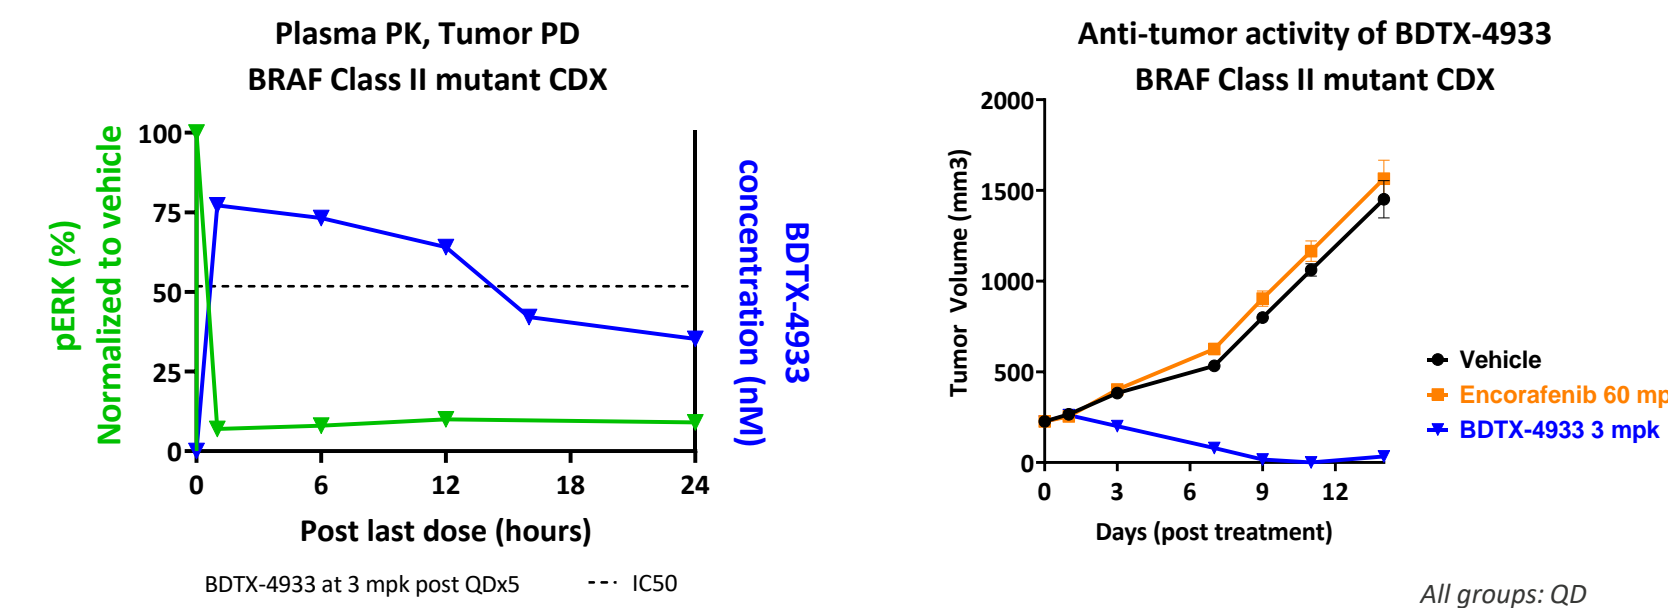 Plasma PK, Tumor PD
BRAF Class II mutant CDX
pERK (%)
Normalized to vehicle
100
75
50
25
0
0 6 12 18 24
Post last dose (hours)
BDTX-4933
concentration (nM)
BDTX-4933 at 3 mpk post QDx5
IC50
Anti-tumor activity of BDTX-4933
BRAF Class II mutant CDX
Tumor Volume (mm3)
2000
1500
1000
500
0
0 3 6 9 12
Days (post treatment)
Vehicle
Encorafenib 60 mp
BDTX-4933 3 mpk
All groups: QD